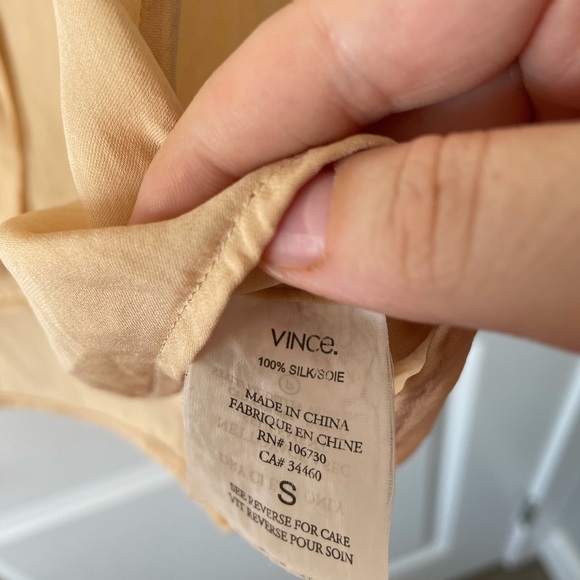 VINCE.
100% SILK/SOIE
MADE IN CHINA
FABRIQUE EN CHINE
RN# 106730
CA# 34460
S
SEE REVERSE FOR CARE
VIT REVERSE POUR SOIN